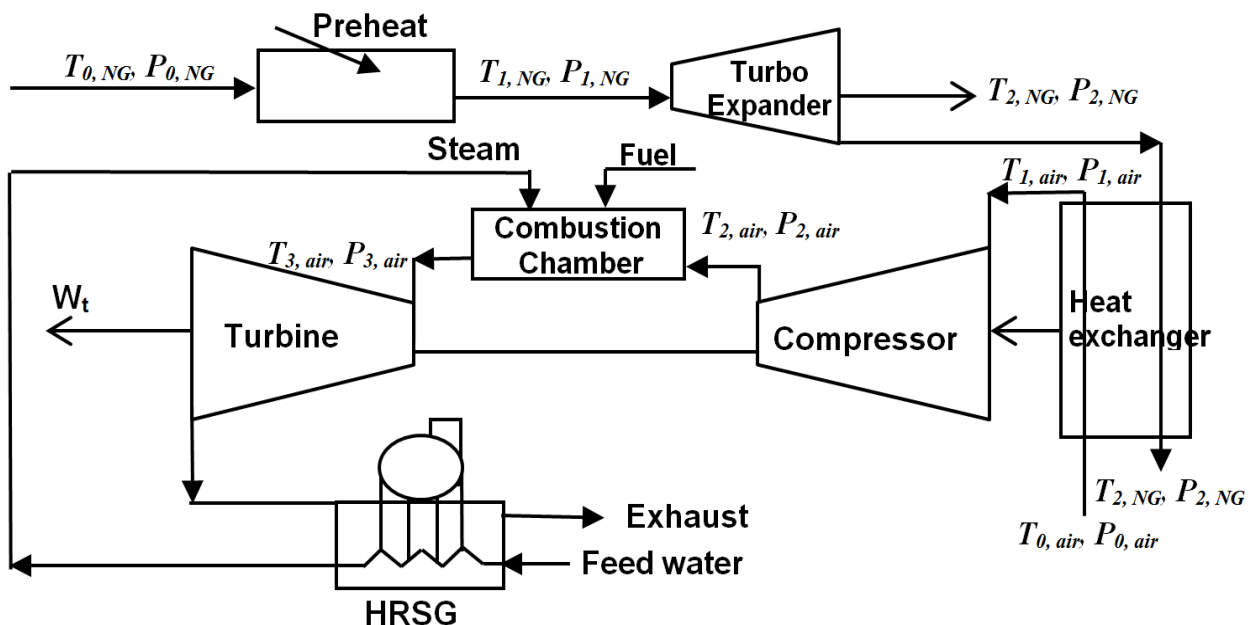 Preheat
T0, NG, P0, NG
T1, NG, P1, NG
Turbo
Expander
T2, NG, P2, NG
Steam
Fuel
T1, air, P1, air
Combustion
Chamber
T2, air, P2, air
T3, air, P3, air
Wt
Turbine
Compressor
Heat
exchanger
T2, NG, P2, NG
T0, air, P0, air
Exhaust
Feed water
HRSG